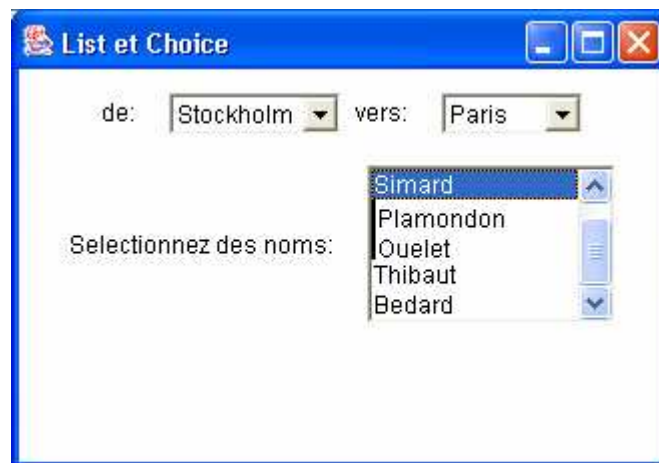 List et Choice
de: Stockholm vers: Paris
Selectionnez des noms:
Simard
Plamondon
Ouelet
Thibaut
Bedard